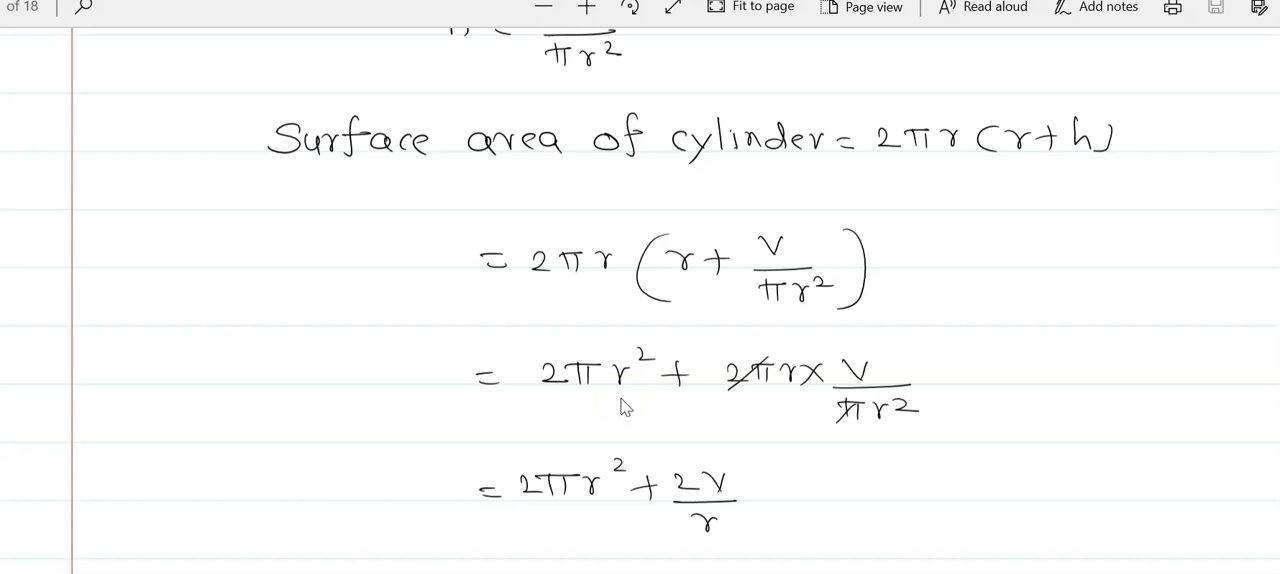 of 18 Fit to page Page view Read aloud Add notes
πr²
Surface area of cylinder = 2πr (r+h)
= 2πr (r + V/πr²)
= 2πr² + 2πr × V/πr²
= 2πr² + 2V/r